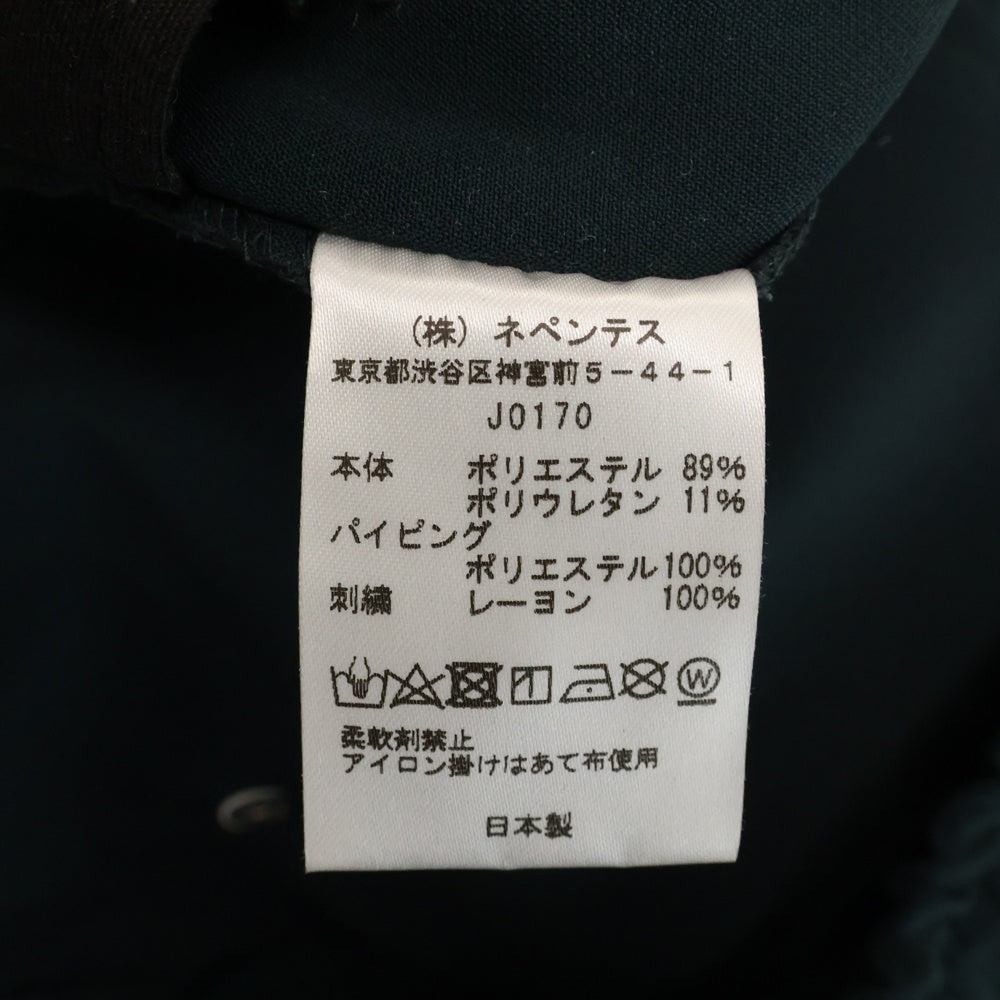 (株) ネペンテス
東京都渋谷区神宮前5-44-1
J0170
本体 ポリエステル 89%
ポリウレタン 11%
パイピング
ポリエステル 100%
刺繍 レーヨン 100%
W
柔軟剤禁止
アイロン掛けはあて布使用
日本製